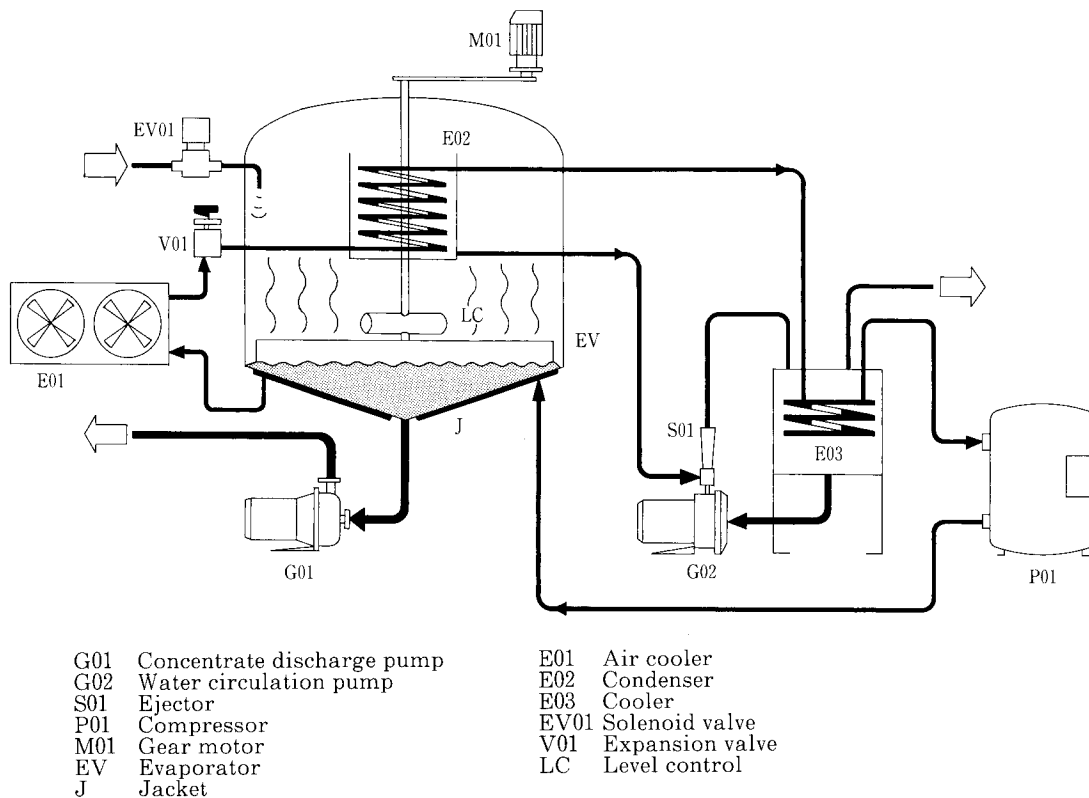 M01
EV01
E02
V01
LC
EV
E01
J
S01
E03
G01
G02
P01
G01 Concentrate discharge pump
G02 Water circulation pump
S01 Ejector
P01 Compressor
M01 Gear motor
EV Evaporator
J Jacket
E01 Air cooler
E02 Condenser
E03 Cooler
EV01 Solenoid valve
V01 Expansion valve
LC Level control